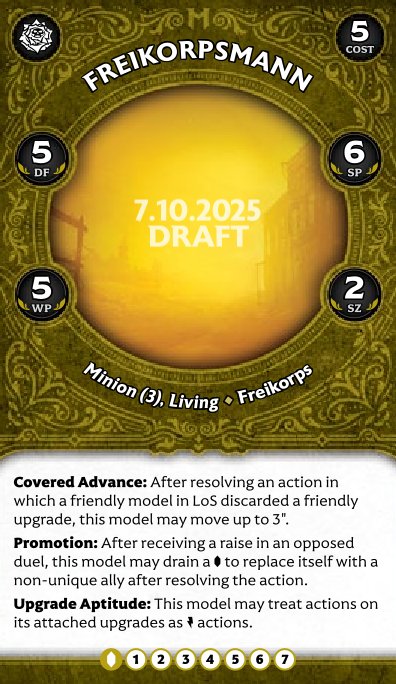 5
COST
FREIKORPSMANN
5
DF
6
SP
7.10.2025
DRAFT
5
WP
2
SZ
Minion (3), Living • Freikorps
Covered Advance: After resolving an action in
which a friendly model in LoS discarded a friendly
upgrade, this model may move up to 3".
Promotion: After receiving a raise in an opposed
duel, this model may drain a to replace itself with a
non-unique ally after resolving the action.
Upgrade Aptitude: This model may treat actions on
its attached upgrades as actions.
1 2 3 4 5 6 7